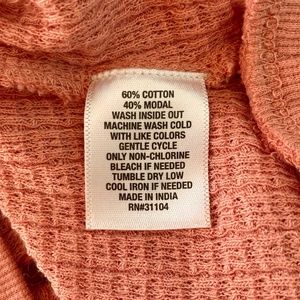 60% COTTON
40% MODAL
WASH INSIDE OUT
MACHINE WASH COLD
WITH LIKE COLORS
GENTLE CYCLE
ONLY NON-CHLORINE
BLEACH IF NEEDED
TUMBLE DRY LOW
COOL IRON IF NEEDED
MADE IN INDIA
RN#31104